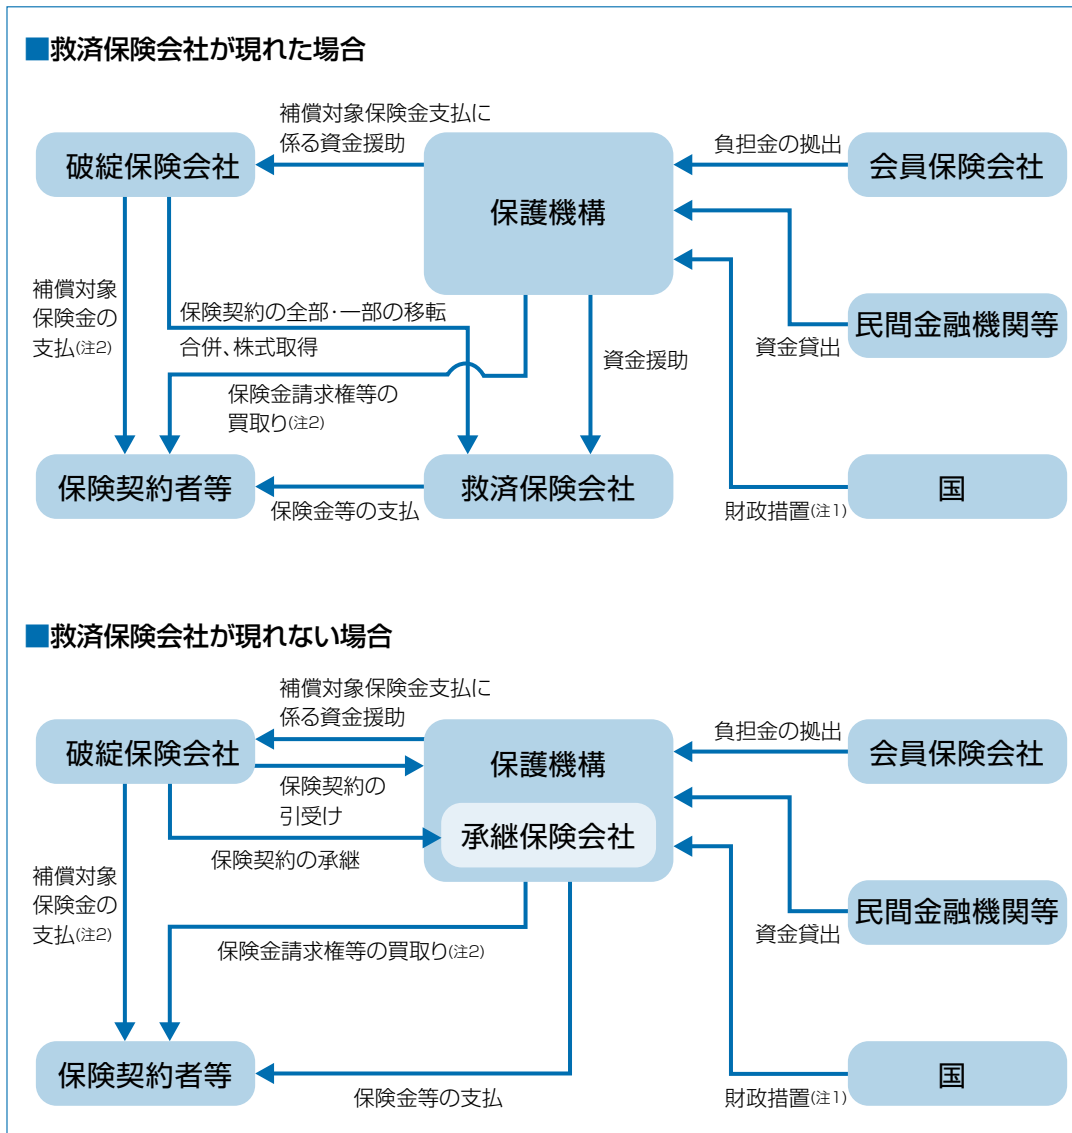 ■救済保険会社が現れた場合
補償対象保険金支払に
係る資金援助
負担金の拠出
破綻保険会社
保護機構
会員保険会社
補償対象
保険金の
支払(注2)
保険契約の全部・一部の移転
合併、株式取得
保険金請求権等の
買取り(注2)
資金援助
民間金融機関等
資金貸出
保険契約者等
保険金等の支払
救済保険会社
国
財政措置(注1)
■救済保険会社が現れない場合
補償対象保険金支払に
係る資金援助
負担金の拠出
破綻保険会社
保護機構
会員保険会社
保険契約の
引受け
承継保険会社
保険契約の承継
補償対象
保険金の
支払(注2)
保険金請求権等の買取り(注2)
民間金融機関等
資金貸出
保険契約者等
保険金等の支払
国
財政措置(注1)